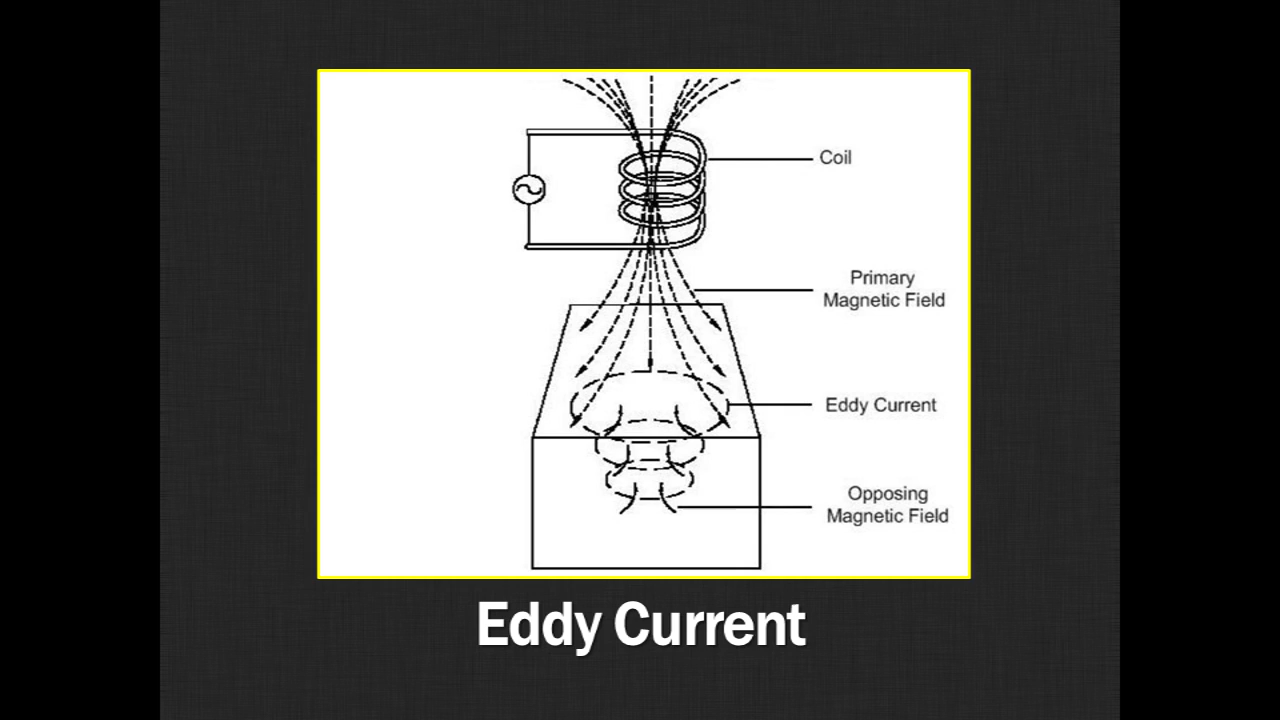 Coil
Primary
Magnetic Field
Eddy Current
Opposing
Magnetic Field
Eddy Current